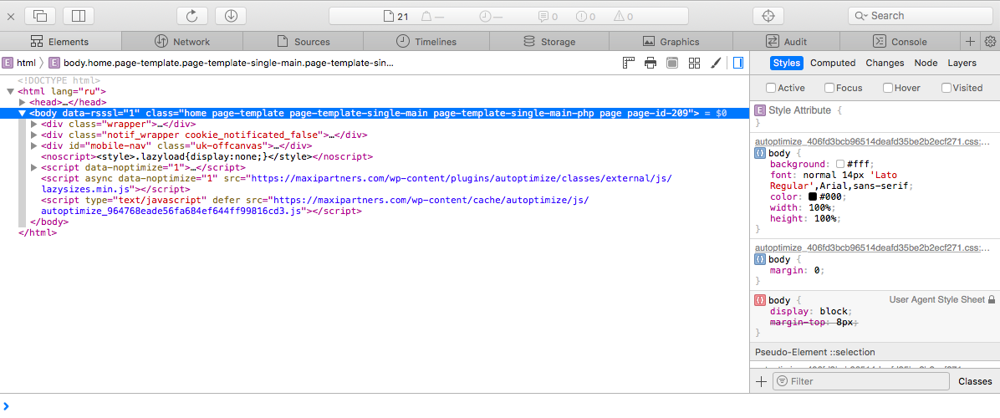 21 — — 0 0 0 Search
Elements Network Sources Timelines Storage Graphics Audit Console
E html E body.home.page-template.page-template-single-main.page-template-sin…
<!DOCTYPE html>
<html lang="ru">
<head>…</head>
<body data-rsssl="1" class="home page-template page-template-single-main page-template-single-main-php page page-id-209"> = $0
<div class="wrapper">…</div>
<div class="notif_wrapper cookie_notificated_false">…</div>
<div id="mobile-nav" class="uk-offcanvas">…</div>
<noscript><style>.lazyload{display:none;}</style></noscript>
<script data-noptimize="1">…</script>
<script async data-noptimize="1" src="https://maxipartners.com/wp-content/plugins/autoptimize/classes/external/js/
lazysizes.min.js"></script>
<script type="text/javascript" defer src="https://maxipartners.com/wp-content/cache/autoptimize/js/
autoptimize_964768eade56fa684ef644ff99816cd3.js"></script>
</body>
</html>
Styles Computed Changes Node Layers
Active Focus Hover Visited
E Style Attribute {
}
autoptimize_406fd3bcb96514deafd35be2b2ecf271.css:…
body {
background: #fff;
font: normal 14px 'Lato
Regular',Arial,sans-serif;
color: #000;
width: 100%;
height: 100%;
}
autoptimize_406fd3bcb96514deafd35be2b2ecf271.css:…
body {
margin: 0;
}
body { User Agent Style Sheet
display: block;
margin-top: 8px;
}
Pseudo-Element ::selection
Filter Classes